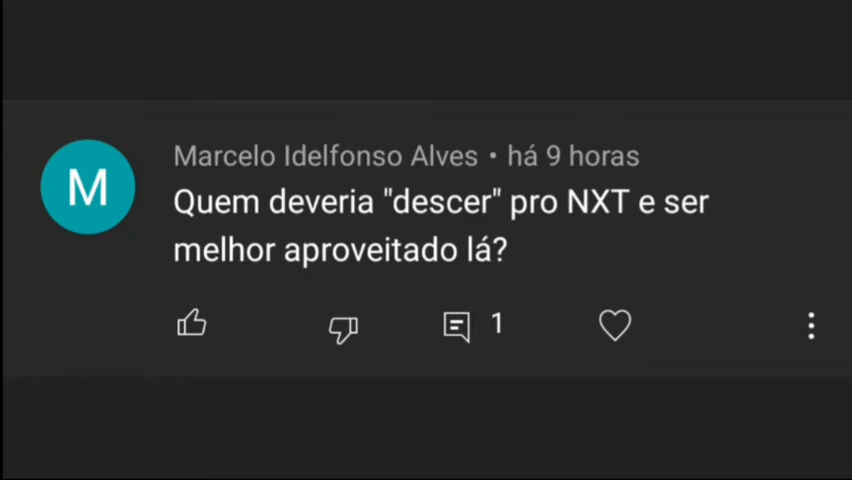 M
Marcelo Idelfonso Alves • há 9 horas
Quem deveria "descer" pro NXT e ser
melhor aproveitado lá?
1